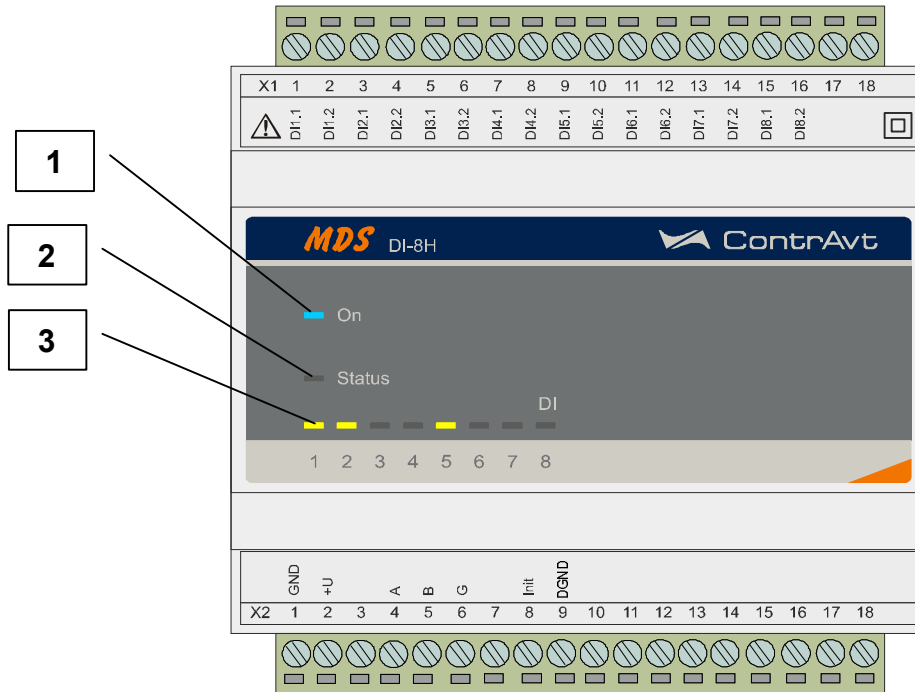 X1 1 2 3 4 5 6 7 8 9 10 11 12 13 14 15 16 17 18
DI1.1 DI1.2 DI2.1 DI2.2 DI3.1 DI3.2 DI4.1 DI4.2 DI5.1 DI5.2 DI6.1 DI6.2 DI7.1 DI7.2 DI8.1 DI8.2
1
2
3
MDS DI-8H ContrAvt
On
Status
DI
1 2 3 4 5 6 7 8
GND +U A B G Init DGND
X2 1 2 3 4 5 6 7 8 9 10 11 12 13 14 15 16 17 18